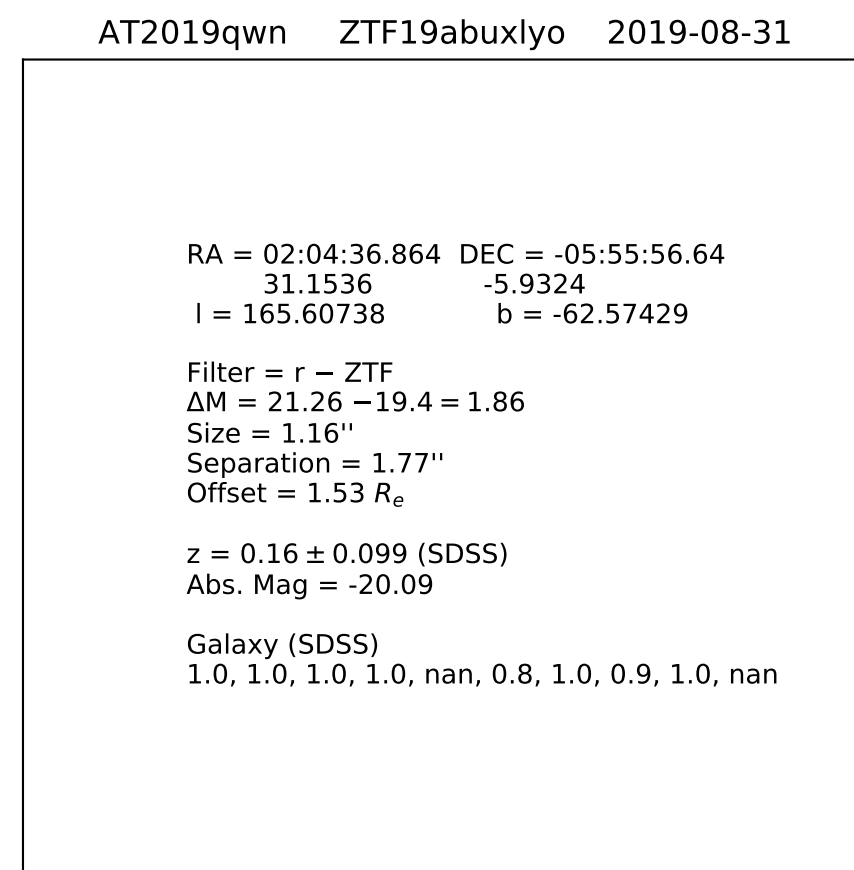 AT2019qwn ZTF19abuxlyo 2019-08-31
RA = 02:04:36.864 DEC = -05:55:56.64
31.1536 -5.9324
l = 165.60738 b = -62.57429
Filter = r − ZTF
ΔM = 21.26 −19.4 = 1.86
Size = 1.16''
Separation = 1.77''
Offset = 1.53 Rₑ
z = 0.16 ± 0.099 (SDSS)
Abs. Mag = -20.09
Galaxy (SDSS)
1.0, 1.0, 1.0, 1.0, nan, 0.8, 1.0, 0.9, 1.0, nan